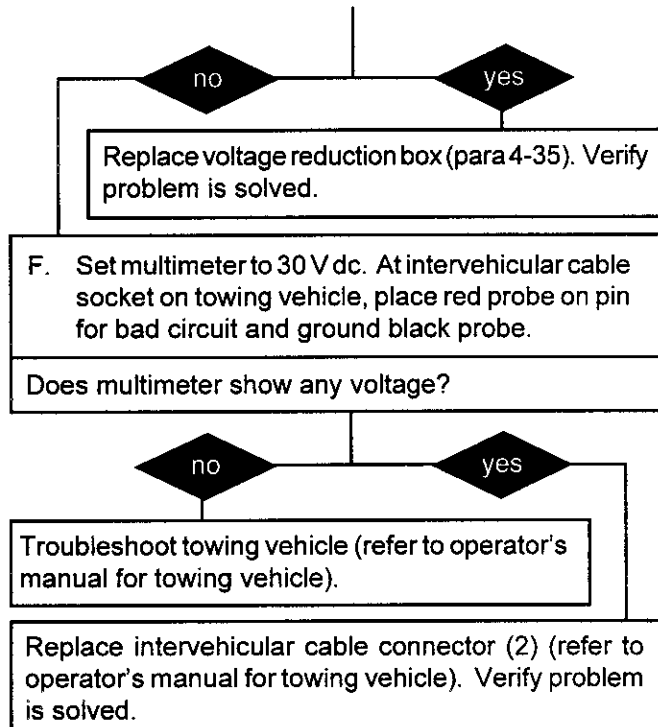 no
yes
Replace voltage reduction box (para 4-35). Verify
problem is solved.
F. Set multimeter to 30 V dc. At intervehicular cable
socket on towing vehicle, place red probe on pin
for bad circuit and ground black probe.
Does multimeter show any voltage?
no
yes
Troubleshoot towing vehicle (refer to operator's
manual for towing vehicle).
Replace intervehicular cable connector (2) (refer to
operator's manual for towing vehicle). Verify problem
is solved.